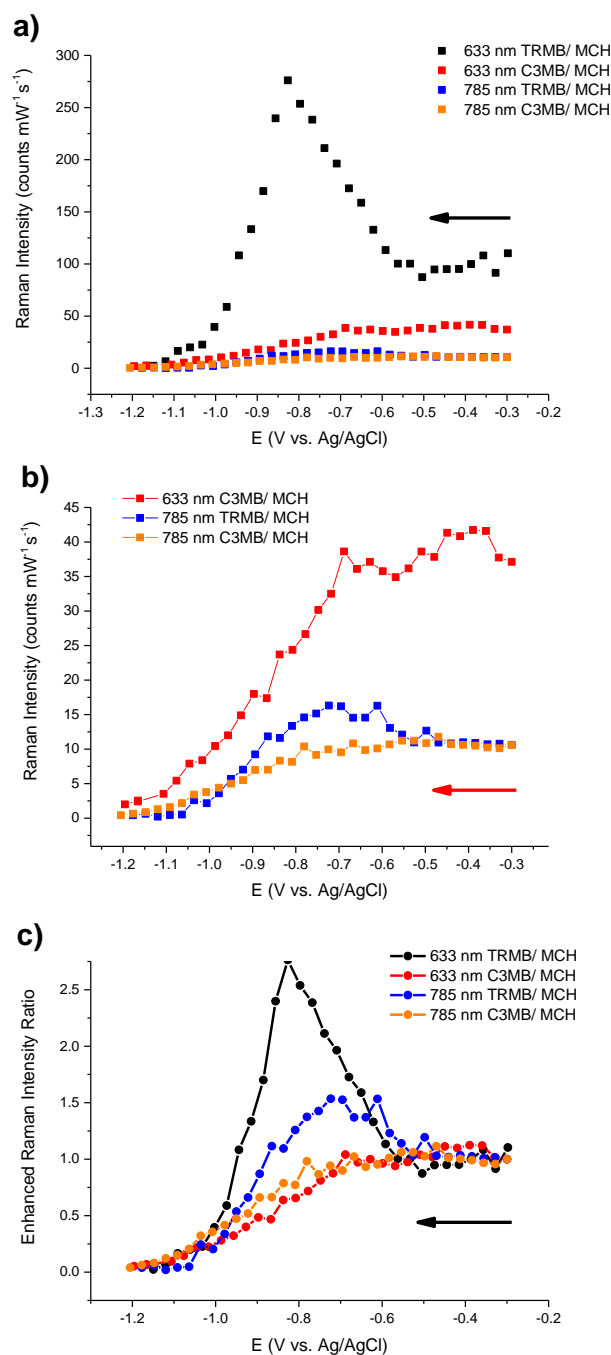 a)
300
250
200
150
100
50
0
Raman Intensity (counts mW⁻¹ s⁻¹)
633 nm TRMB/ MCH
633 nm C3MB/ MCH
785 nm TRMB/ MCH
785 nm C3MB/ MCH
-1.3 -1.2 -1.1 -1.0 -0.9 -0.8 -0.7 -0.6 -0.5 -0.4 -0.3 -0.2
E (V vs. Ag/AgCl)
b)
45
40
35
30
25
20
15
10
5
0
Raman Intensity (counts mW⁻¹ s⁻¹)
633 nm C3MB/ MCH
785 nm TRMB/ MCH
785 nm C3MB/ MCH
-1.2 -1.1 -1.0 -0.9 -0.8 -0.7 -0.6 -0.5 -0.4 -0.3
E (V vs. Ag/AgCl)
c)
2.5
2.0
1.5
1.0
0.5
0.0
Enhanced Raman Intensity Ratio
633 nm TRMB/ MCH
633 nm C3MB/ MCH
785 nm TRMB/ MCH
785 nm C3MB/ MCH
-1.2 -1.0 -0.8 -0.6 -0.4 -0.2
E (V vs. Ag/AgCl)